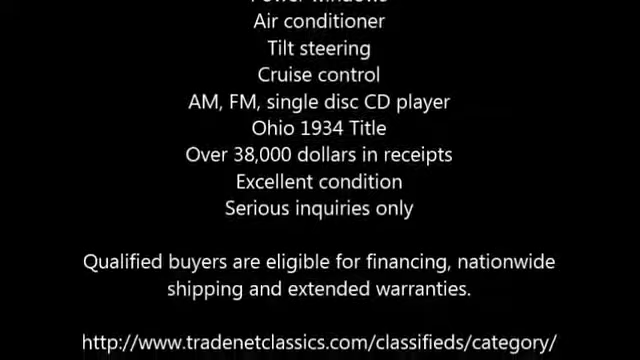 Power windows
Air conditioner
Tilt steering
Cruise control
AM, FM, single disc CD player
Ohio 1934 Title
Over 38,000 dollars in receipts
Excellent condition
Serious inquiries only
Qualified buyers are eligible for financing, nationwide
shipping and extended warranties.
http://www.tradenetclassics.com/classifieds/category/